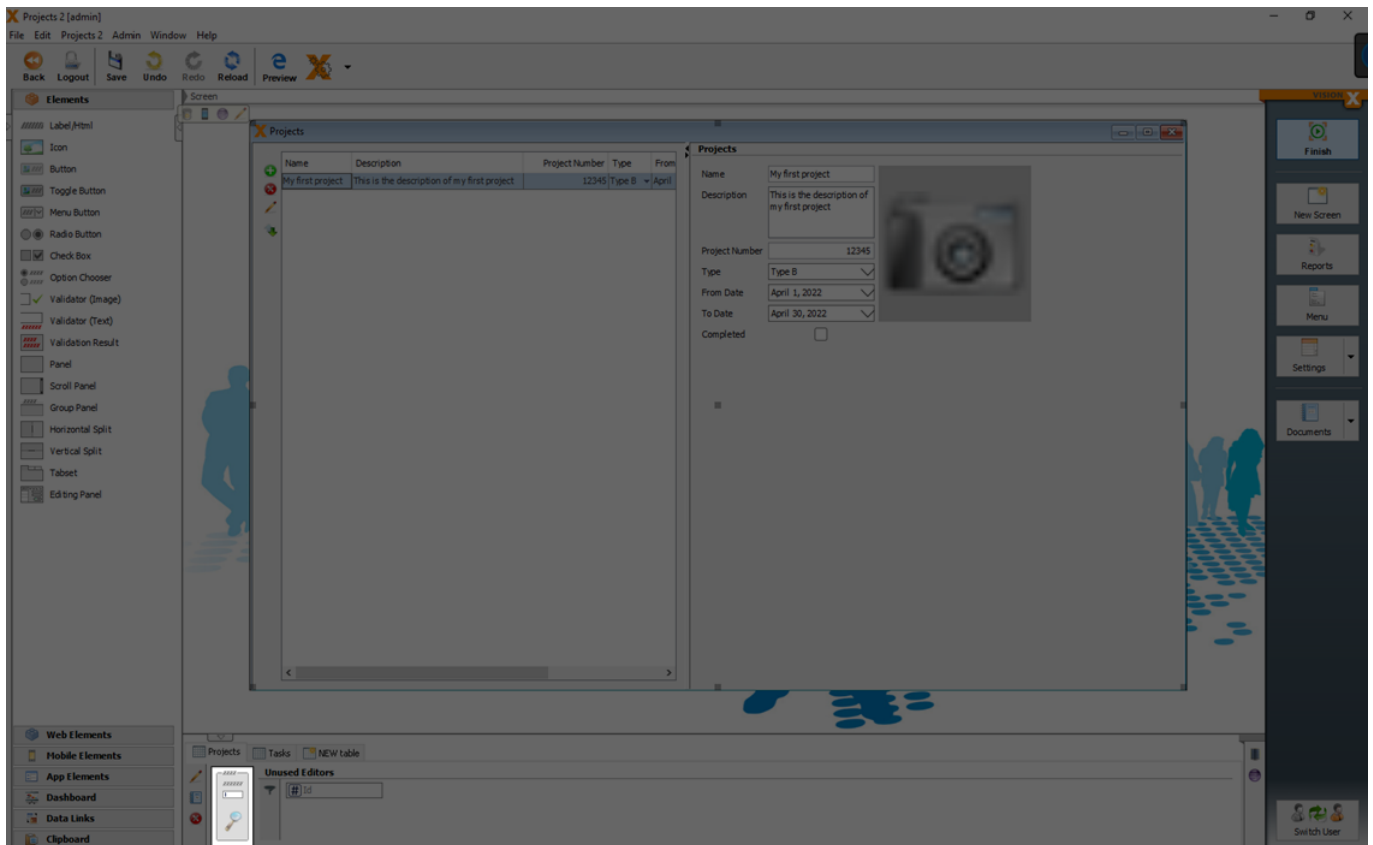 Projects 2 [admin]
File Edit Projects 2 Admin Window Help
Back Logout Save Undo Redo Reload Preview
Elements
Label/Html
Icon
Button
Toggle Button
Menu Button
Radio Button
Check Box
Option Chooser
Validator (Image)
Validator (Text)
Validation Result
Panel
Scroll Panel
Group Panel
Horizontal Split
Vertical Split
Tabset
Editing Panel
Web Elements
Mobile Elements
App Elements
Dashboard
Data Links
Clipboard
Screen
Projects
Name Description Project Number Type From
My first project This is the description of my first project 12345 Type B April
Projects
Name My first project
Description This is the description of
my first project
Project Number 12345
Type Type B
From Date April 1, 2022
To Date April 30, 2022
Completed
Projects Tasks NEW table
Unused Editors
# Id
VISION X
Finish
New Screen
Reports
Menu
Settings
Documents
Switch User